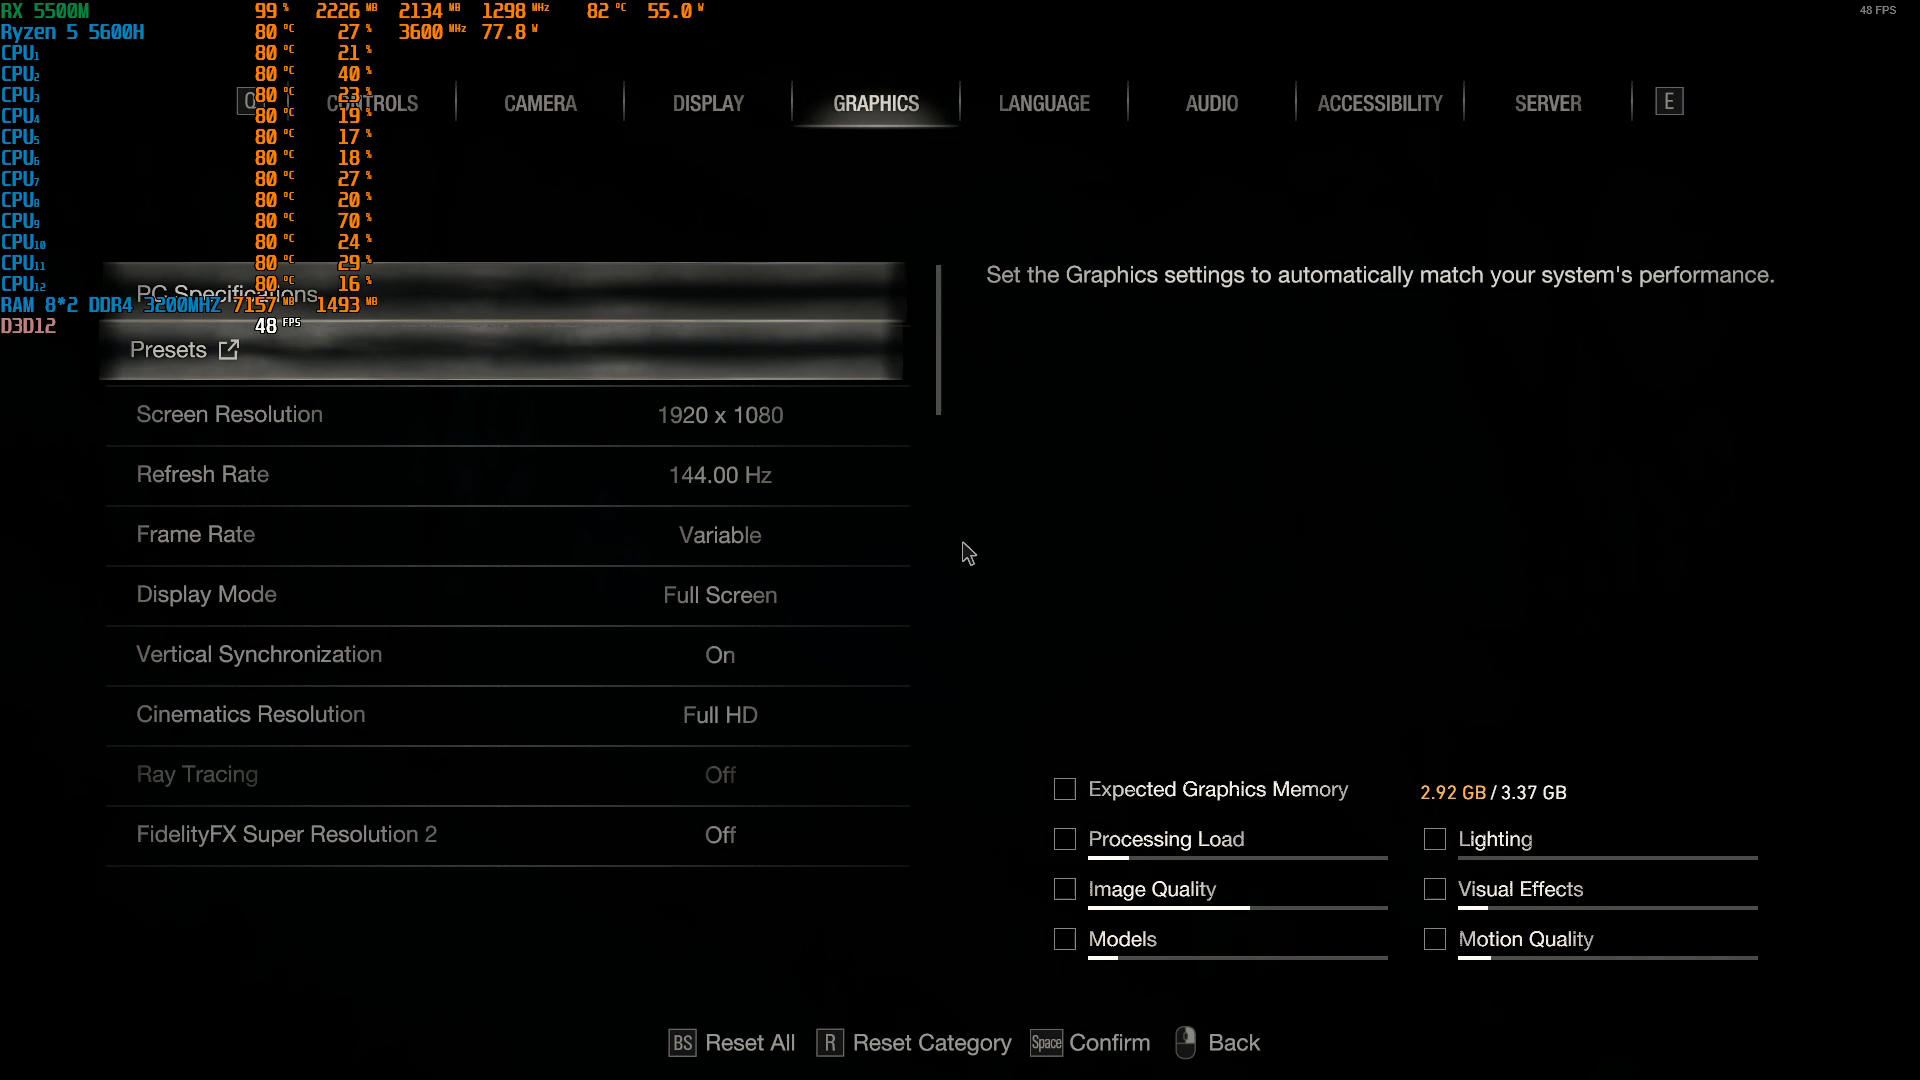 RX 5500M 99 % 2226 MB 2134 MB 1298 MHz 82 °C 55.0 W
48 FPS
Ryzen 5 5600H 80 °C 27 % 3600 MHz 77.8 W
CPU1 80 °C 21 %
CPU2 80 °C 40 %
CPU3 80 °C 23 %
CPU4 80 °C 19 %
CPU5 80 °C 17 %
CPU6 80 °C 18 %
CPU7 80 °C 27 %
CPU8 80 °C 20 %
CPU9 80 °C 70 %
CPU10 80 °C 24 %
CPU11 80 °C 29 %
CPU12 80 °C 16 %
RAM 8*2 DDR4 3200MHZ 7157 MB 1493 MB
D3D12 48 FPS
Q CONTROLS CAMERA DISPLAY GRAPHICS LANGUAGE AUDIO ACCESSIBILITY SERVER E
PC Specifications
Presets
Screen Resolution 1920 x 1080
Refresh Rate 144.00 Hz
Frame Rate Variable
Display Mode Full Screen
Vertical Synchronization On
Cinematics Resolution Full HD
Ray Tracing Off
FidelityFX Super Resolution 2 Off
Set the Graphics settings to automatically match your system's performance.
Expected Graphics Memory 2.92 GB / 3.37 GB
Processing Load Lighting
Image Quality Visual Effects
Models Motion Quality
BS Reset All R Reset Category Space Confirm Back